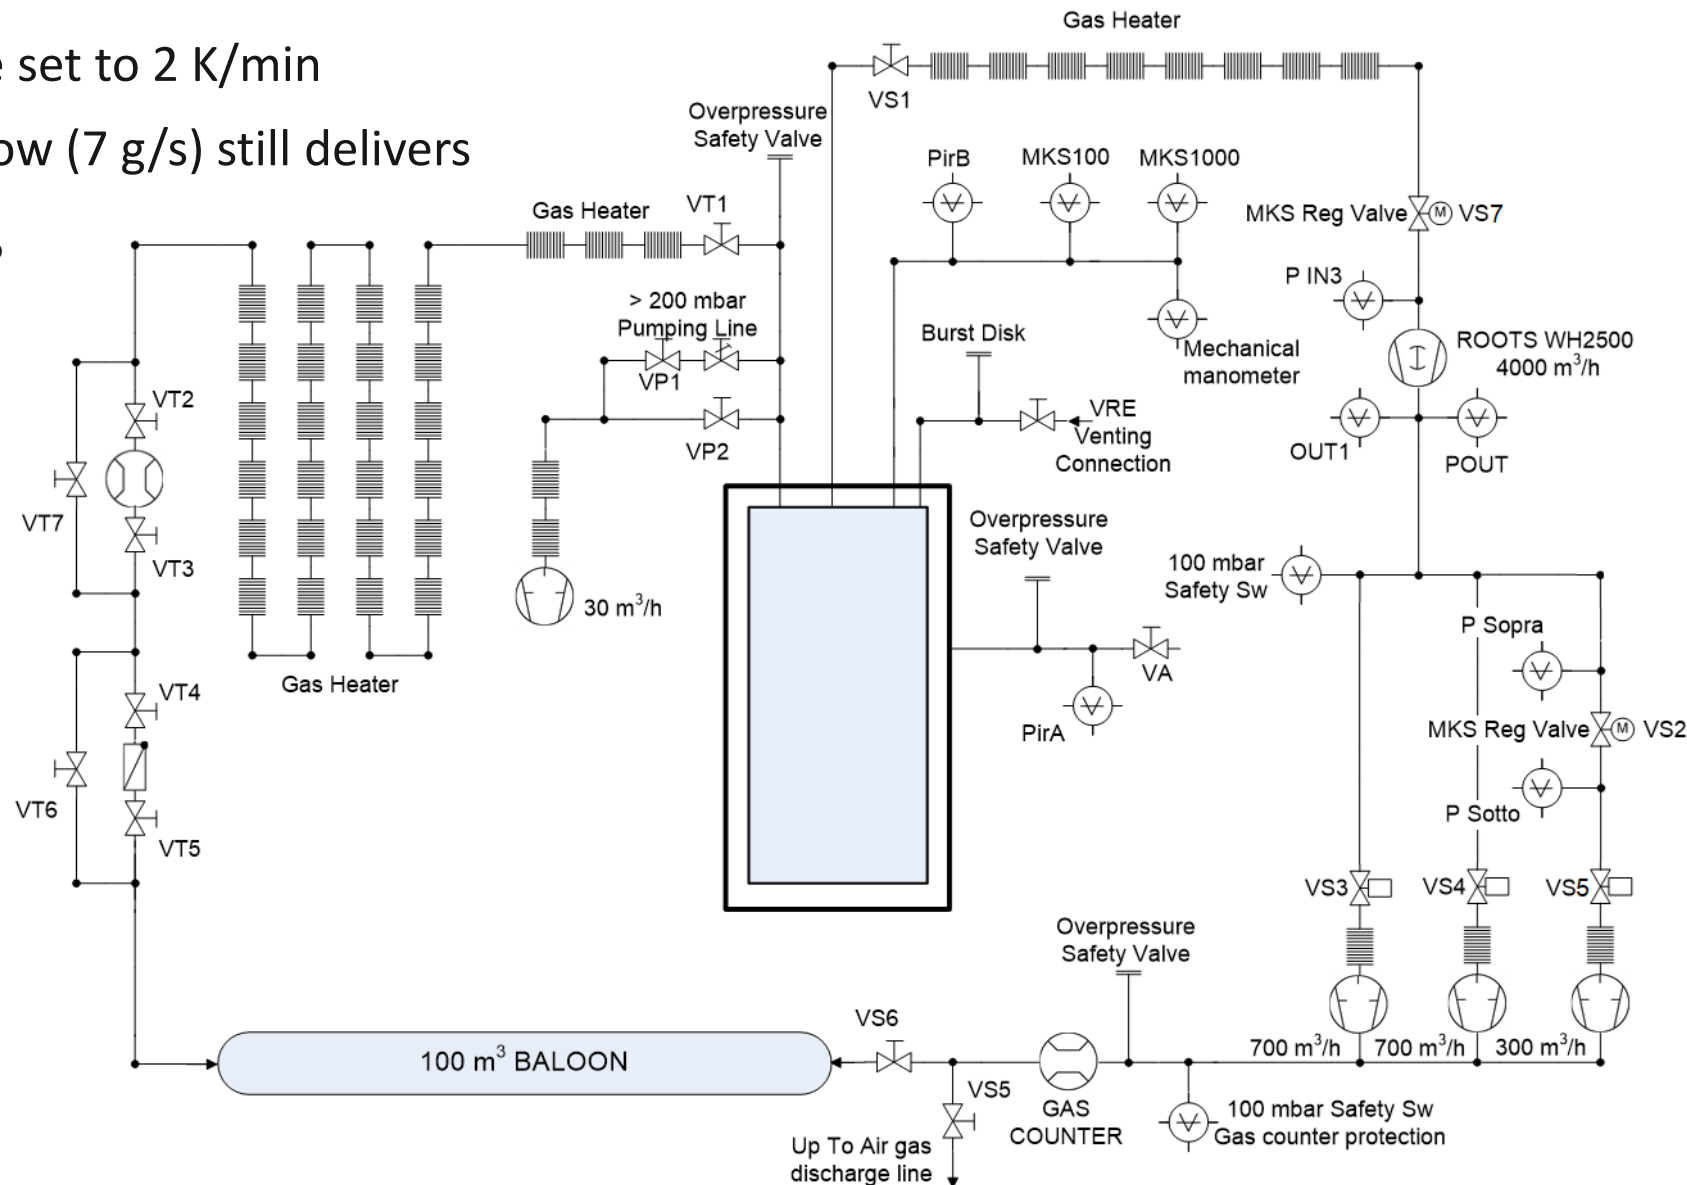 e set to 2 K/min
ow (7 g/s) still delivers
Gas Heater
VS1
Overpressure
Safety Valve
PirB
MKS100
MKS1000
Gas Heater
VT1
MKS Reg Valve
M
VS7
P IN3
> 200 mbar
Pumping Line
VP1
VP2
Burst Disk
Mechanical
manometer
ROOTS WH2500
4000 m³/h
VRE
Venting
Connection
OUT1
POUT
VT2
VT7
VT3
30 m³/h
Overpressure
Safety Valve
100 mbar
Safety Sw
P Sopra
VA
PirA
Gas Heater
VT4
VT6
VT5
MKS Reg Valve
M
VS2
P Sotto
VS3
VS4
VS5
Overpressure
Safety Valve
VS6
700 m³/h
700 m³/h
300 m³/h
100 m³ BALOON
VS5
GAS
COUNTER
100 mbar Safety Sw
Gas counter protection
Up To Air gas
discharge line